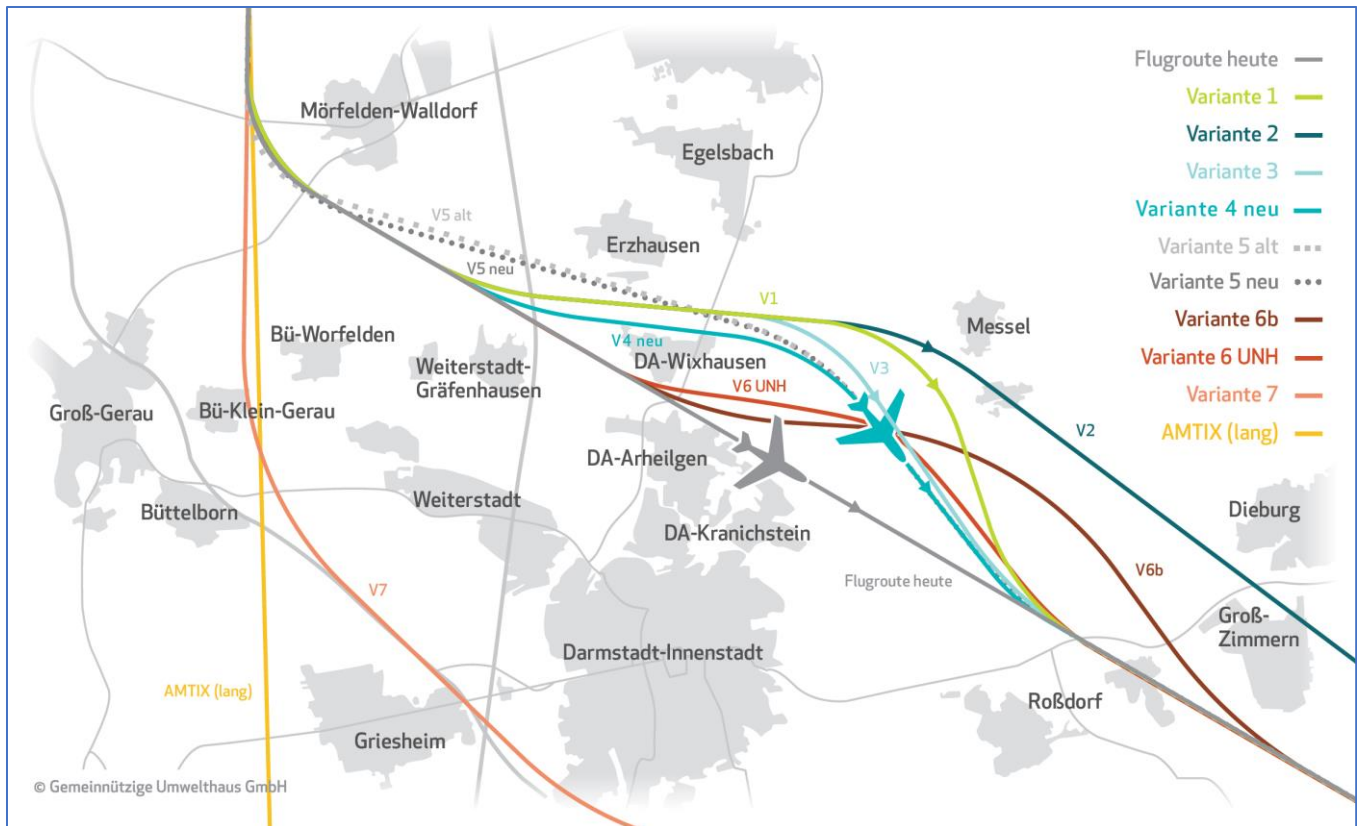 Flugroute heute
Variante 1
Variante 2
Variante 3
Variante 4 neu
Variante 5 alt
Variante 5 neu
Variante 6b
Variante 6 UNH
Variante 7
AMTIX (lang)
Mörfelden-Walldorf
Egelsbach
V5 alt
Erzhausen
V5 neu
V1
Messel
Bü-Worfelden
V4 neu
DA-Wixhausen
Weiterstadt-
Gräfenhausen
V3
V6 UNH
Groß-Gerau
Bü-Klein-Gerau
V2
DA-Arheilgen
Weiterstadt
Büttelborn
DA-Kranichstein
Dieburg
V6b
Flugroute heute
V7
Groß-
Zimmern
Darmstadt-Innenstadt
AMTIX (lang)
Roßdorf
Griesheim
© Gemeinnützige Umwelthaus GmbH